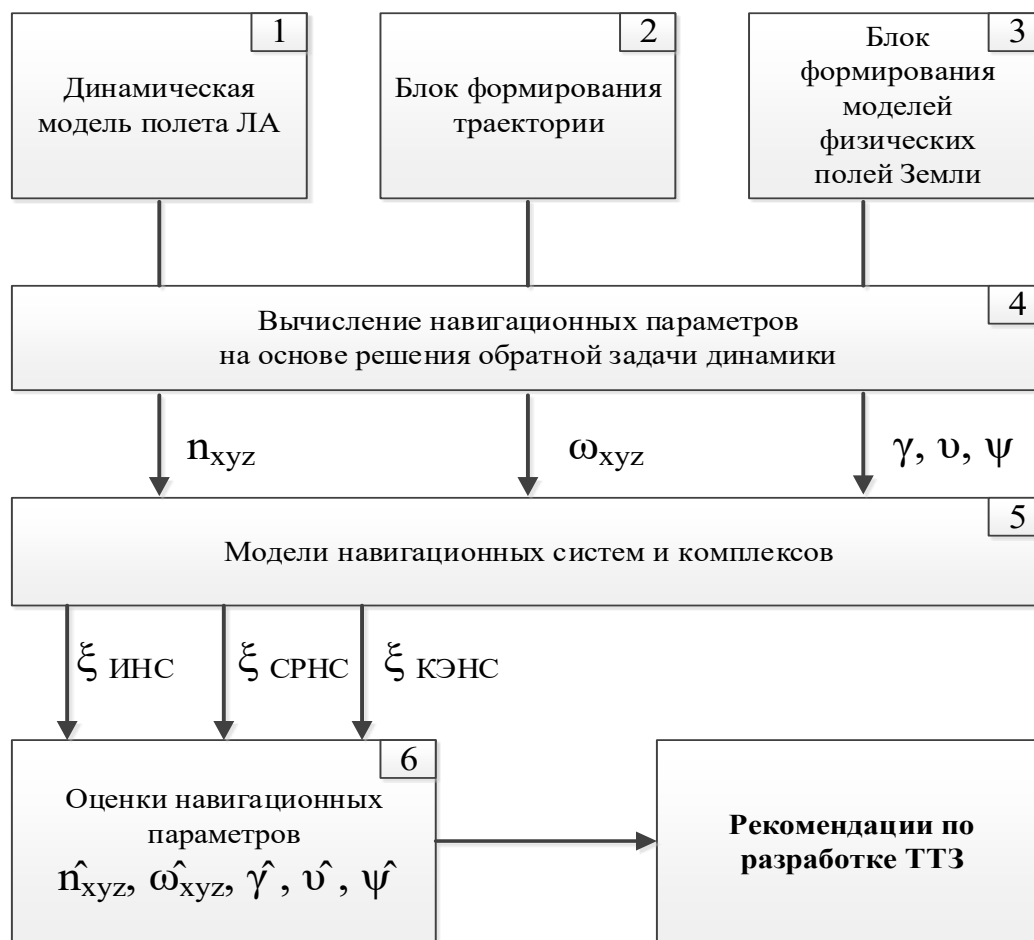 1
Динамическая
модель полета ЛА
2
Блок формирования
траектории
3
Блок
формирования
моделей
физических
полей Земли
4
Вычисление навигационных параметров
на основе решения обратной задачи динамики
n_xyz
ω_xyz
γ, υ, ψ
5
Модели навигационных систем и комплексов
ξ ИНС
ξ СРНС
ξ КЭНС
6
Оценки навигационных
параметров
n̂_xyz, ω̂_xyz, γ̂, υ̂, ψ̂
Рекомендации по
разработке ТТЗ